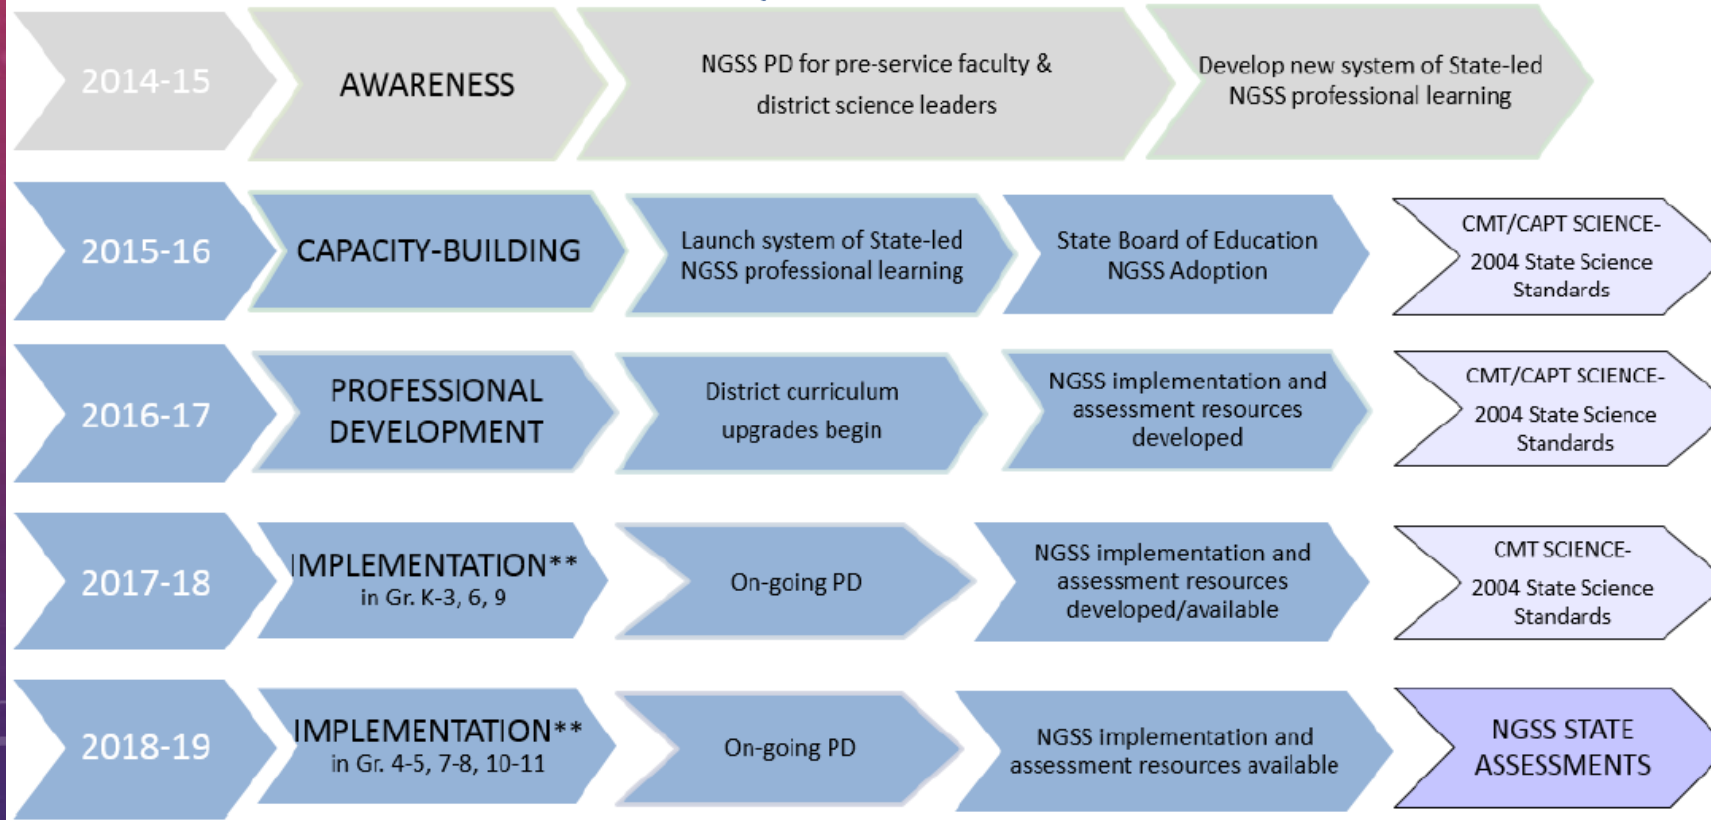 2014-15
AWARENESS
NGSS PD for pre-service faculty &
district science leaders
Develop new system of State-led
NGSS professional learning
2015-16
CAPACITY-BUILDING
Launch system of State-led
NGSS professional learning
State Board of Education
NGSS Adoption
CMT/CAPT SCIENCE-
2004 State Science
Standards
2016-17
PROFESSIONAL
DEVELOPMENT
District curriculum
upgrades begin
NGSS implementation and
assessment resources
developed
CMT/CAPT SCIENCE-
2004 State Science
Standards
2017-18
IMPLEMENTATION**
in Gr. K-3, 6, 9
On-going PD
NGSS implementation and
assessment resources
developed/available
CMT SCIENCE-
2004 State Science
Standards
2018-19
IMPLEMENTATION**
in Gr. 4-5, 7-8, 10-11
On-going PD
NGSS implementation and
assessment resources available
NGSS STATE
ASSESSMENTS